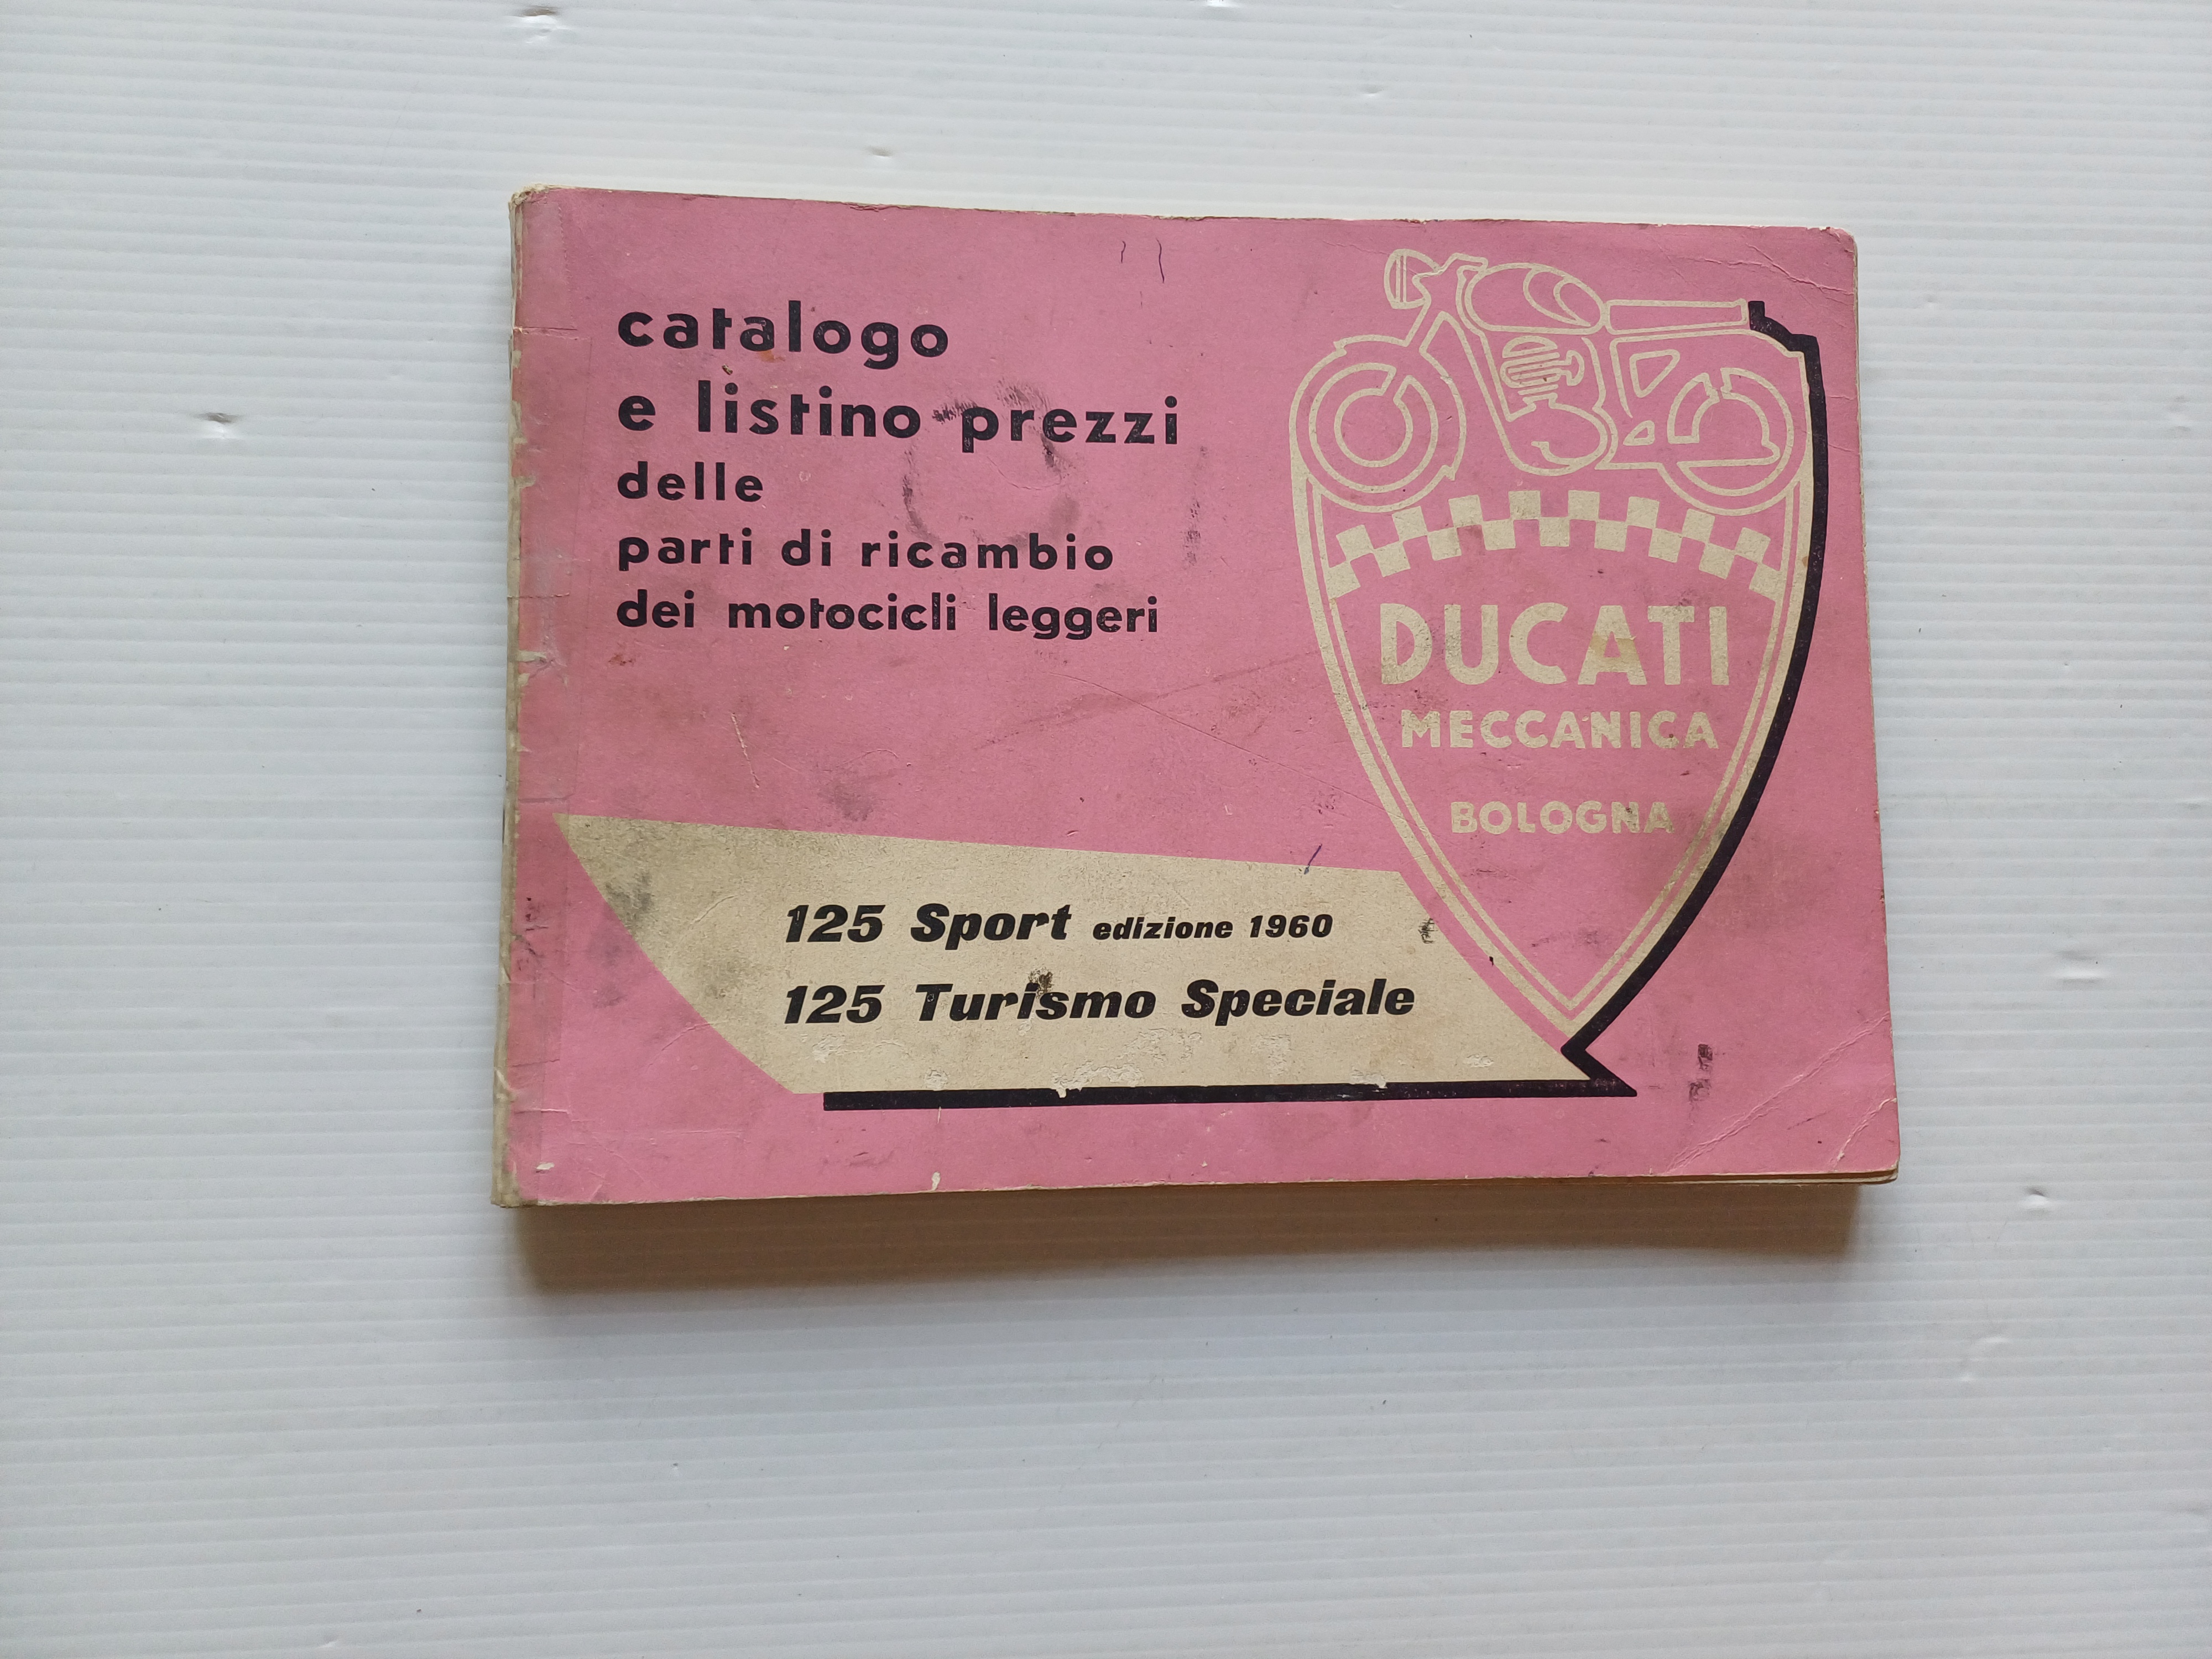 catalogo
e listino prezzi
delle
parti di ricambio
dei motocicli leggeri
DUCATI
MECCANICA
BOLOGNA
125 Sport edizione 1960
125 Turismo Speciale